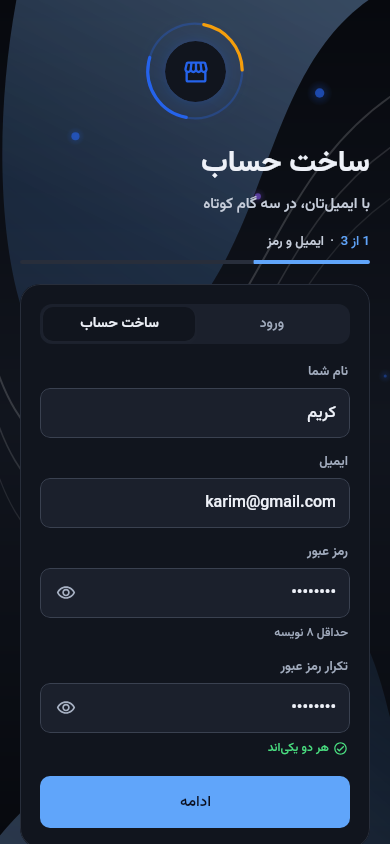 ساخت حساب
با ایمیل‌تان، در سه گام کوتاه
1 از 3 · ایمیل و رمز
ورود
ساخت حساب
نام شما
کریم
ایمیل
karim@gmail.com
رمز عبور
••••••••
حداقل ۸ نویسه
تکرار رمز عبور
••••••••
هر دو یکی‌اند
ادامه